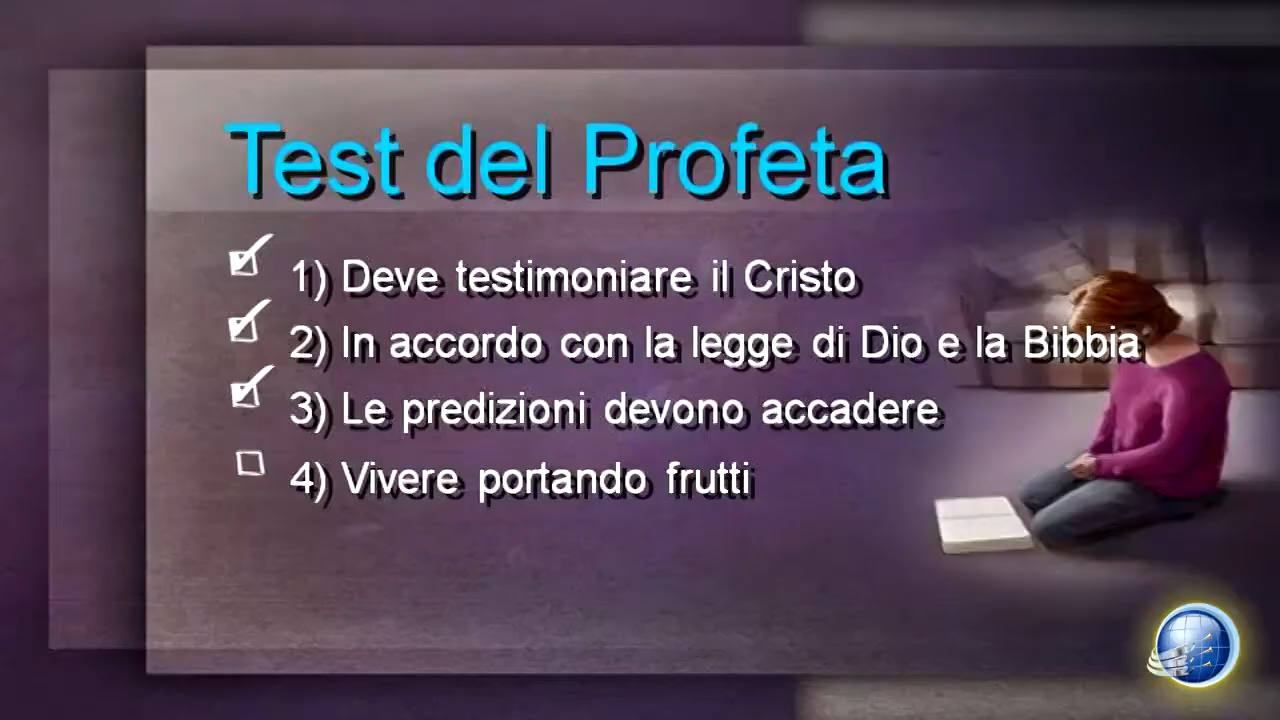 Test del Profeta
1) Deve testimoniare il Cristo
2) In accordo con la legge di Dio e la Bibbia
3) Le predizioni devono accadere
4) Vivere portando frutti